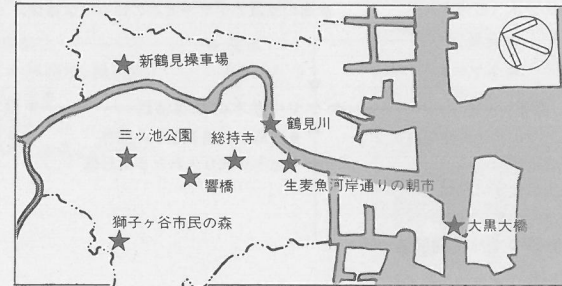 新鶴見操車場
鶴見川
三ッ池公園
総持寺
響橋
生麦魚河岸通りの朝市
獅子ヶ谷市民の森
大黒大橋